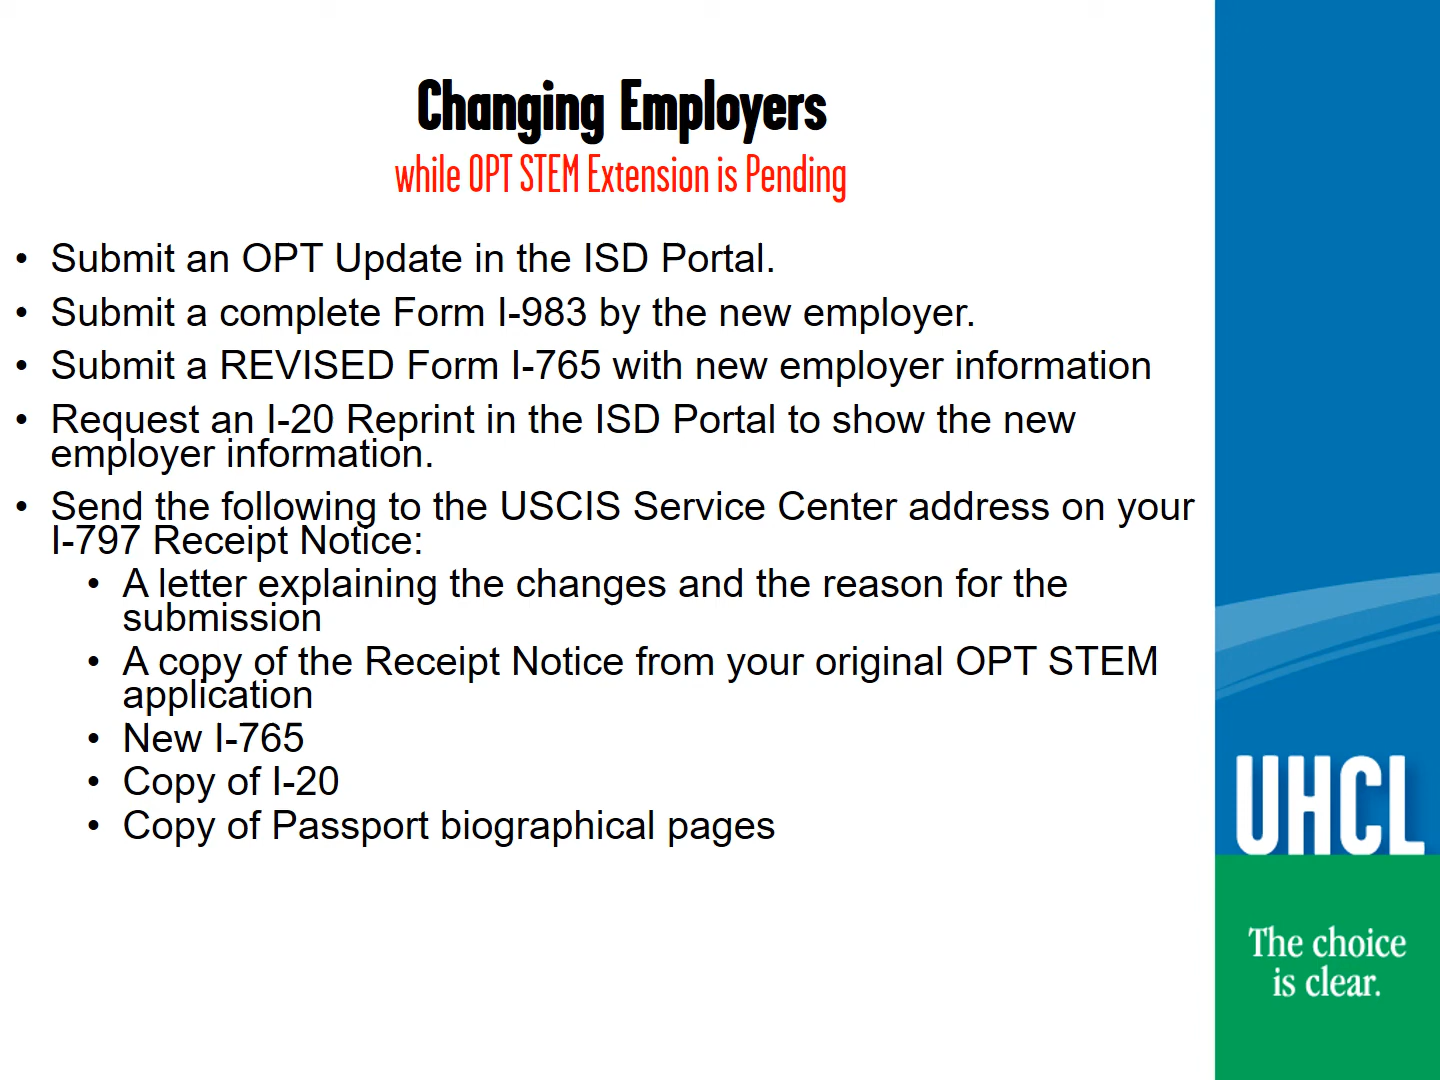 Changing Employers
while OPT STEM Extension is Pending
• Submit an OPT Update in the ISD Portal.
• Submit a complete Form I-983 by the new employer.
• Submit a REVISED Form I-765 with new employer information
• Request an I-20 Reprint in the ISD Portal to show the new
employer information.
• Send the following to the USCIS Service Center address on your
I-797 Receipt Notice:
• A letter explaining the changes and the reason for the
submission
• A copy of the Receipt Notice from your original OPT STEM
application
• New I-765
• Copy of I-20
• Copy of Passport biographical pages
UHCL
The choice
is clear.